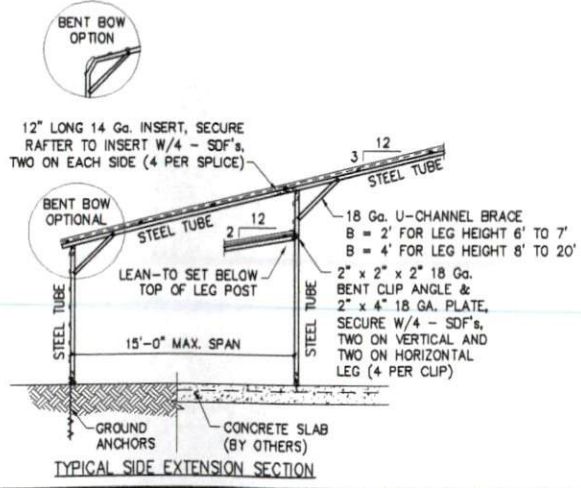 BENT BOW
OPTION
12" LONG 14 Ga. INSERT, SECURE
RAFTER TO INSERT W/4 - SDF's,
TWO ON EACH SIDE (4 PER SPLICE)
12
3
STEEL TUBE
BENT BOW
OPTIONAL
STEEL TUBE
12
2
18 Ga. U-CHANNEL BRACE
B = 2' FOR LEG HEIGHT 6' TO 7'
B = 4' FOR LEG HEIGHT 8' TO 20'
LEAN-TO SET BELOW
TOP OF LEG POST
2" x 2" x 2" 18 Ga.
BENT CLIP ANGLE &
2" x 4" 18 GA. PLATE,
SECURE W/4 - SDF's,
TWO ON VERTICAL AND
TWO ON HORIZONTAL
LEG (4 PER CLIP)
STEEL TUBE
15'-0" MAX. SPAN
STEEL TUBE
GROUND
ANCHORS
CONCRETE SLAB
(BY OTHERS)
TYPICAL SIDE EXTENSION SECTION